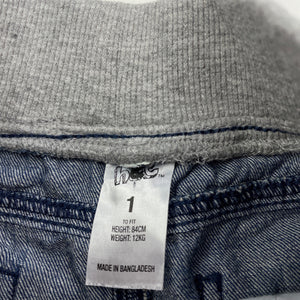 1
TO FIT
HEIGHT: 84CM
WEIGHT: 12KG
MADE IN BANGLADESH